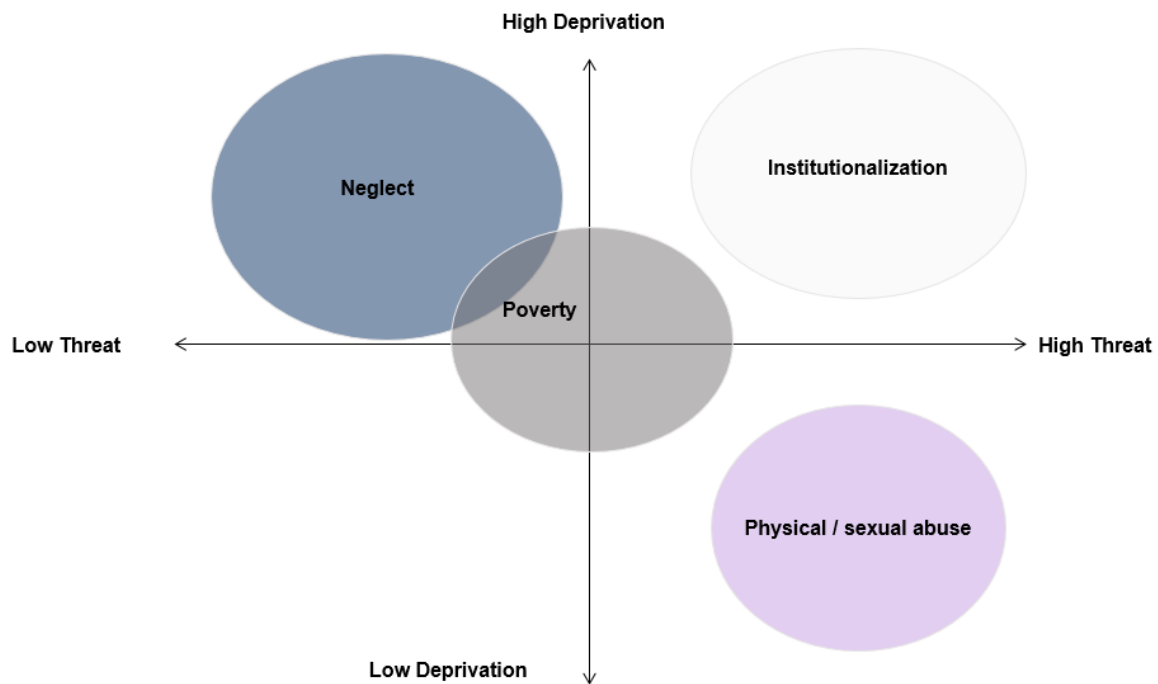 High Deprivation
Institutionalization
Neglect
Poverty
Low Threat
High Threat
Physical / sexual abuse
Low Deprivation